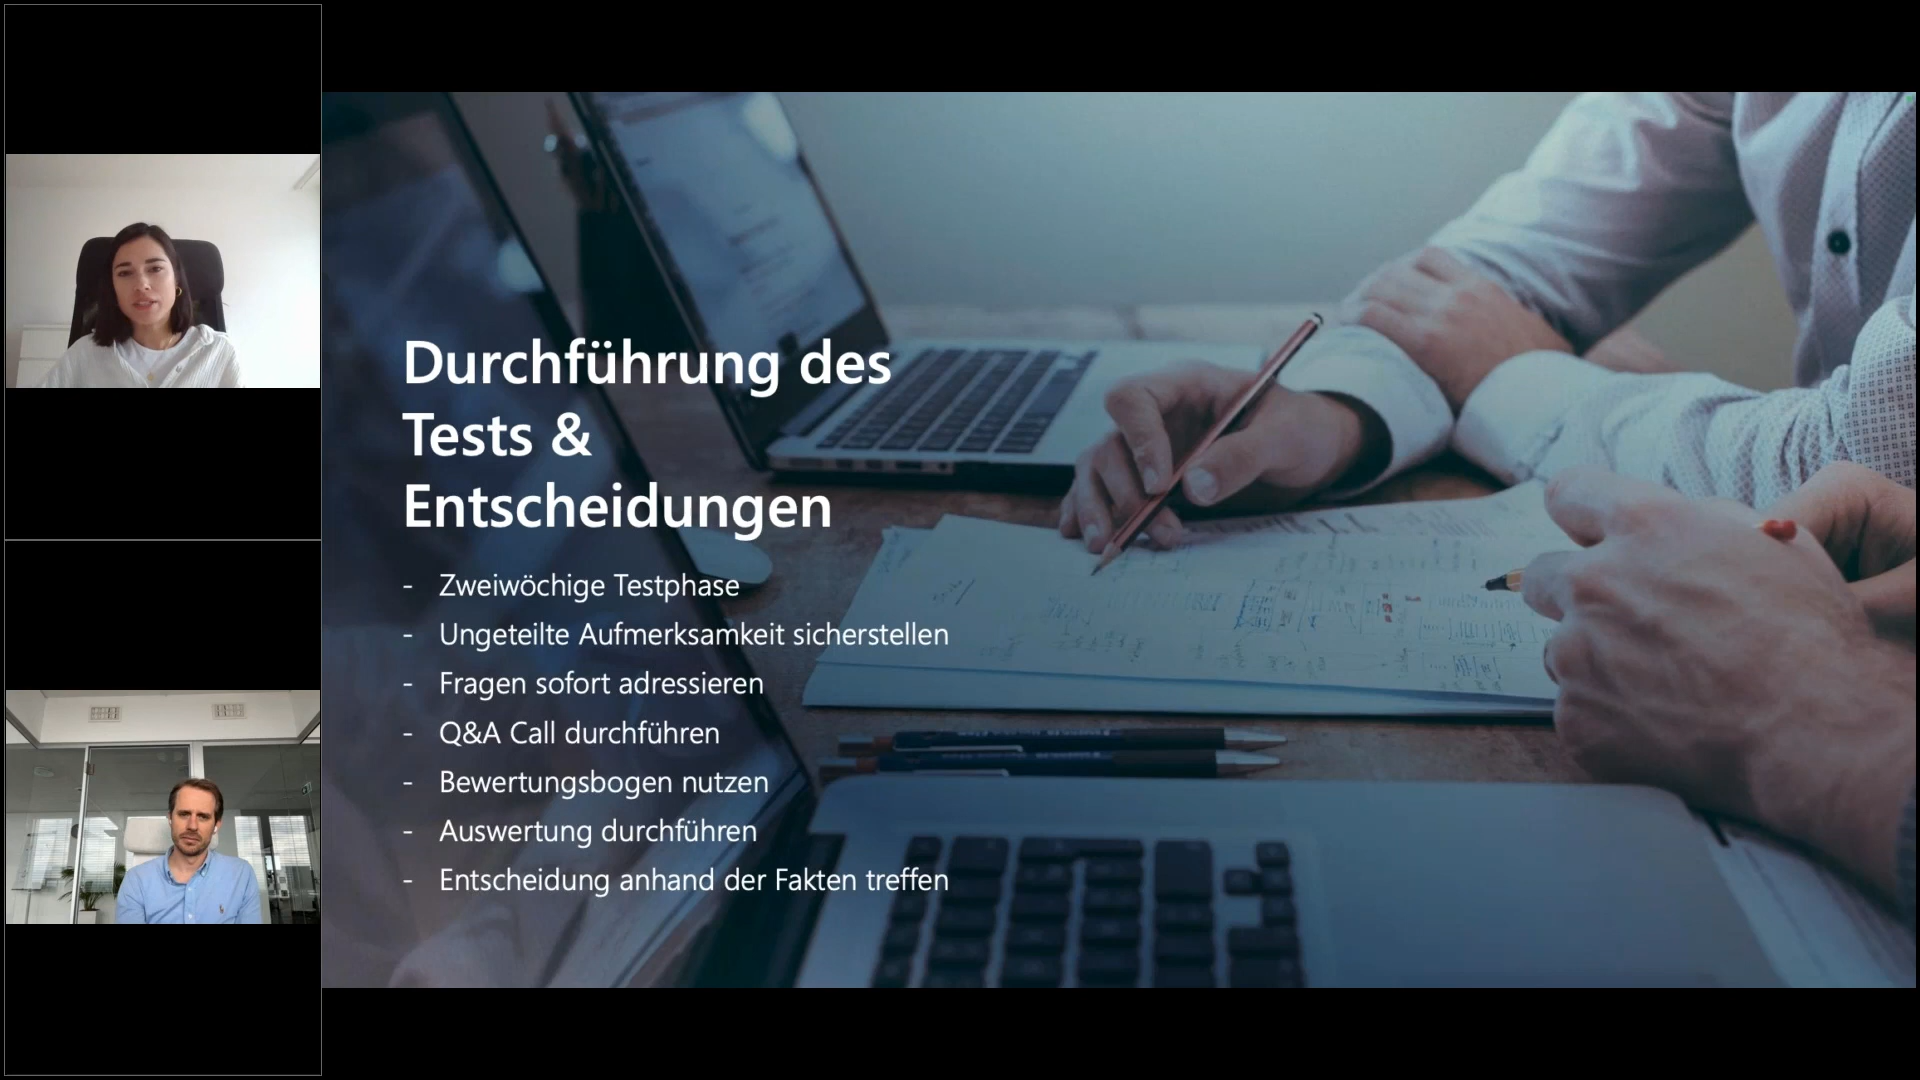 Durchführung des
Tests &
Entscheidungen
- Zweiwöchige Testphase
- Ungeteilte Aufmerksamkeit sicherstellen
- Fragen sofort adressieren
- Q&A Call durchführen
- Bewertungsbogen nutzen
- Auswertung durchführen
- Entscheidung anhand der Fakten treffen